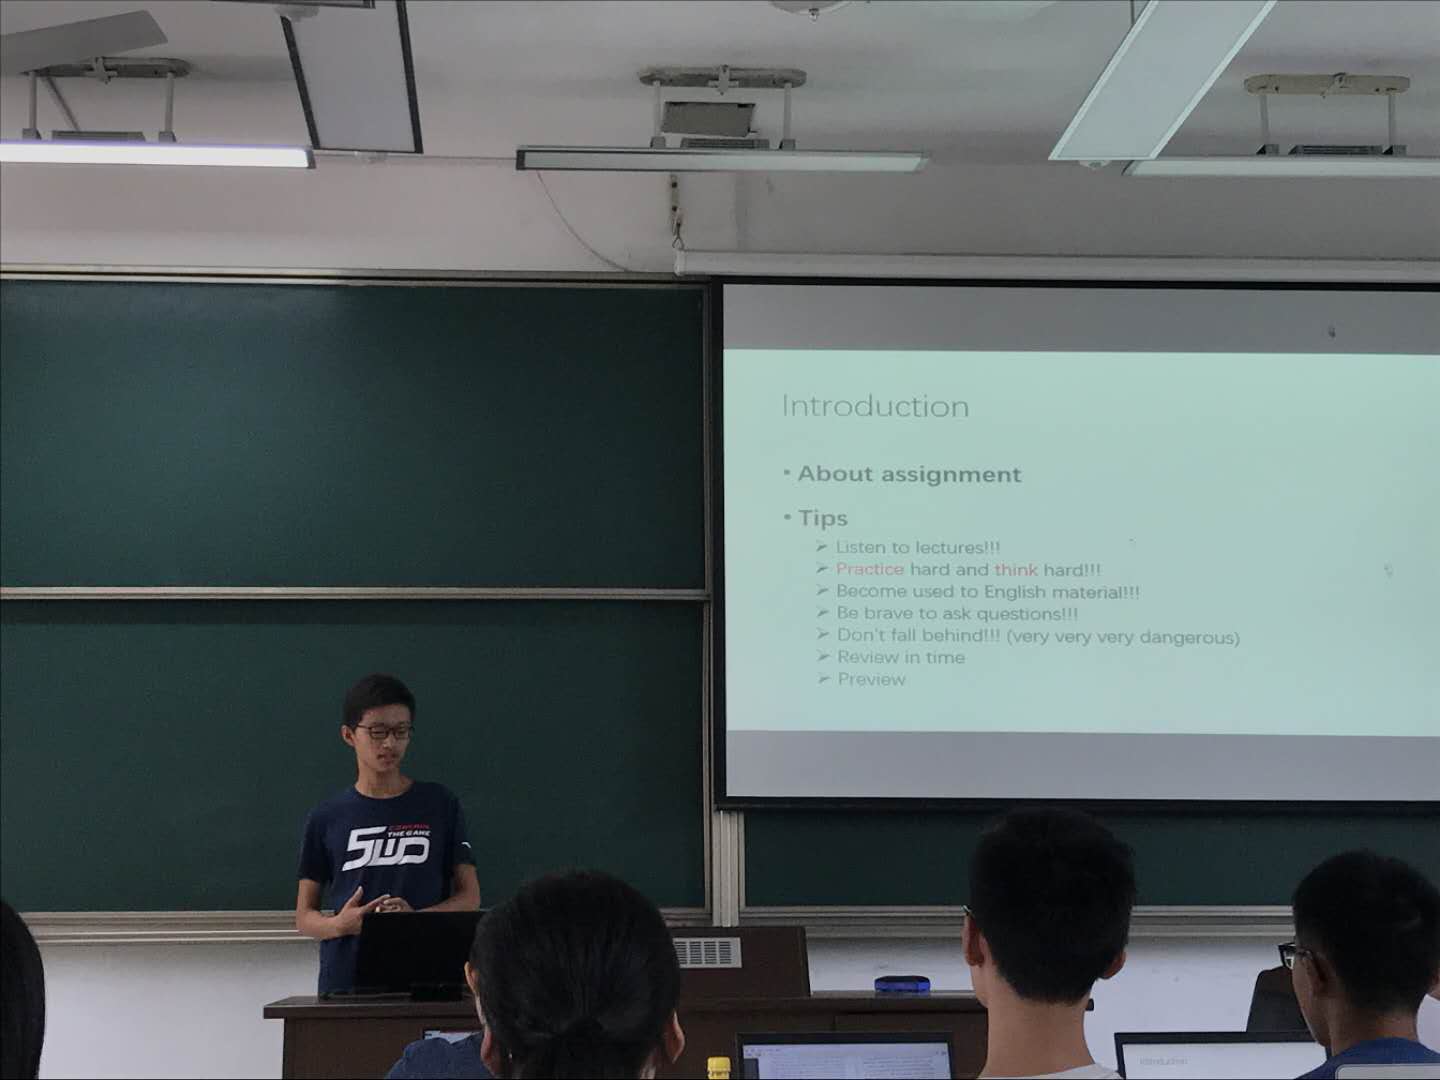 Introduction
• About assignment
• Tips
➢ Listen to lectures!!!
➢ Practice hard and think hard!!!
➢ Become used to English material!!!
➢ Be brave to ask questions!!!
➢ Don't fall behind!!! (very very very dangerous)
➢ Review in time
➢ Preview
CONTROL
THE GAME
Introduction